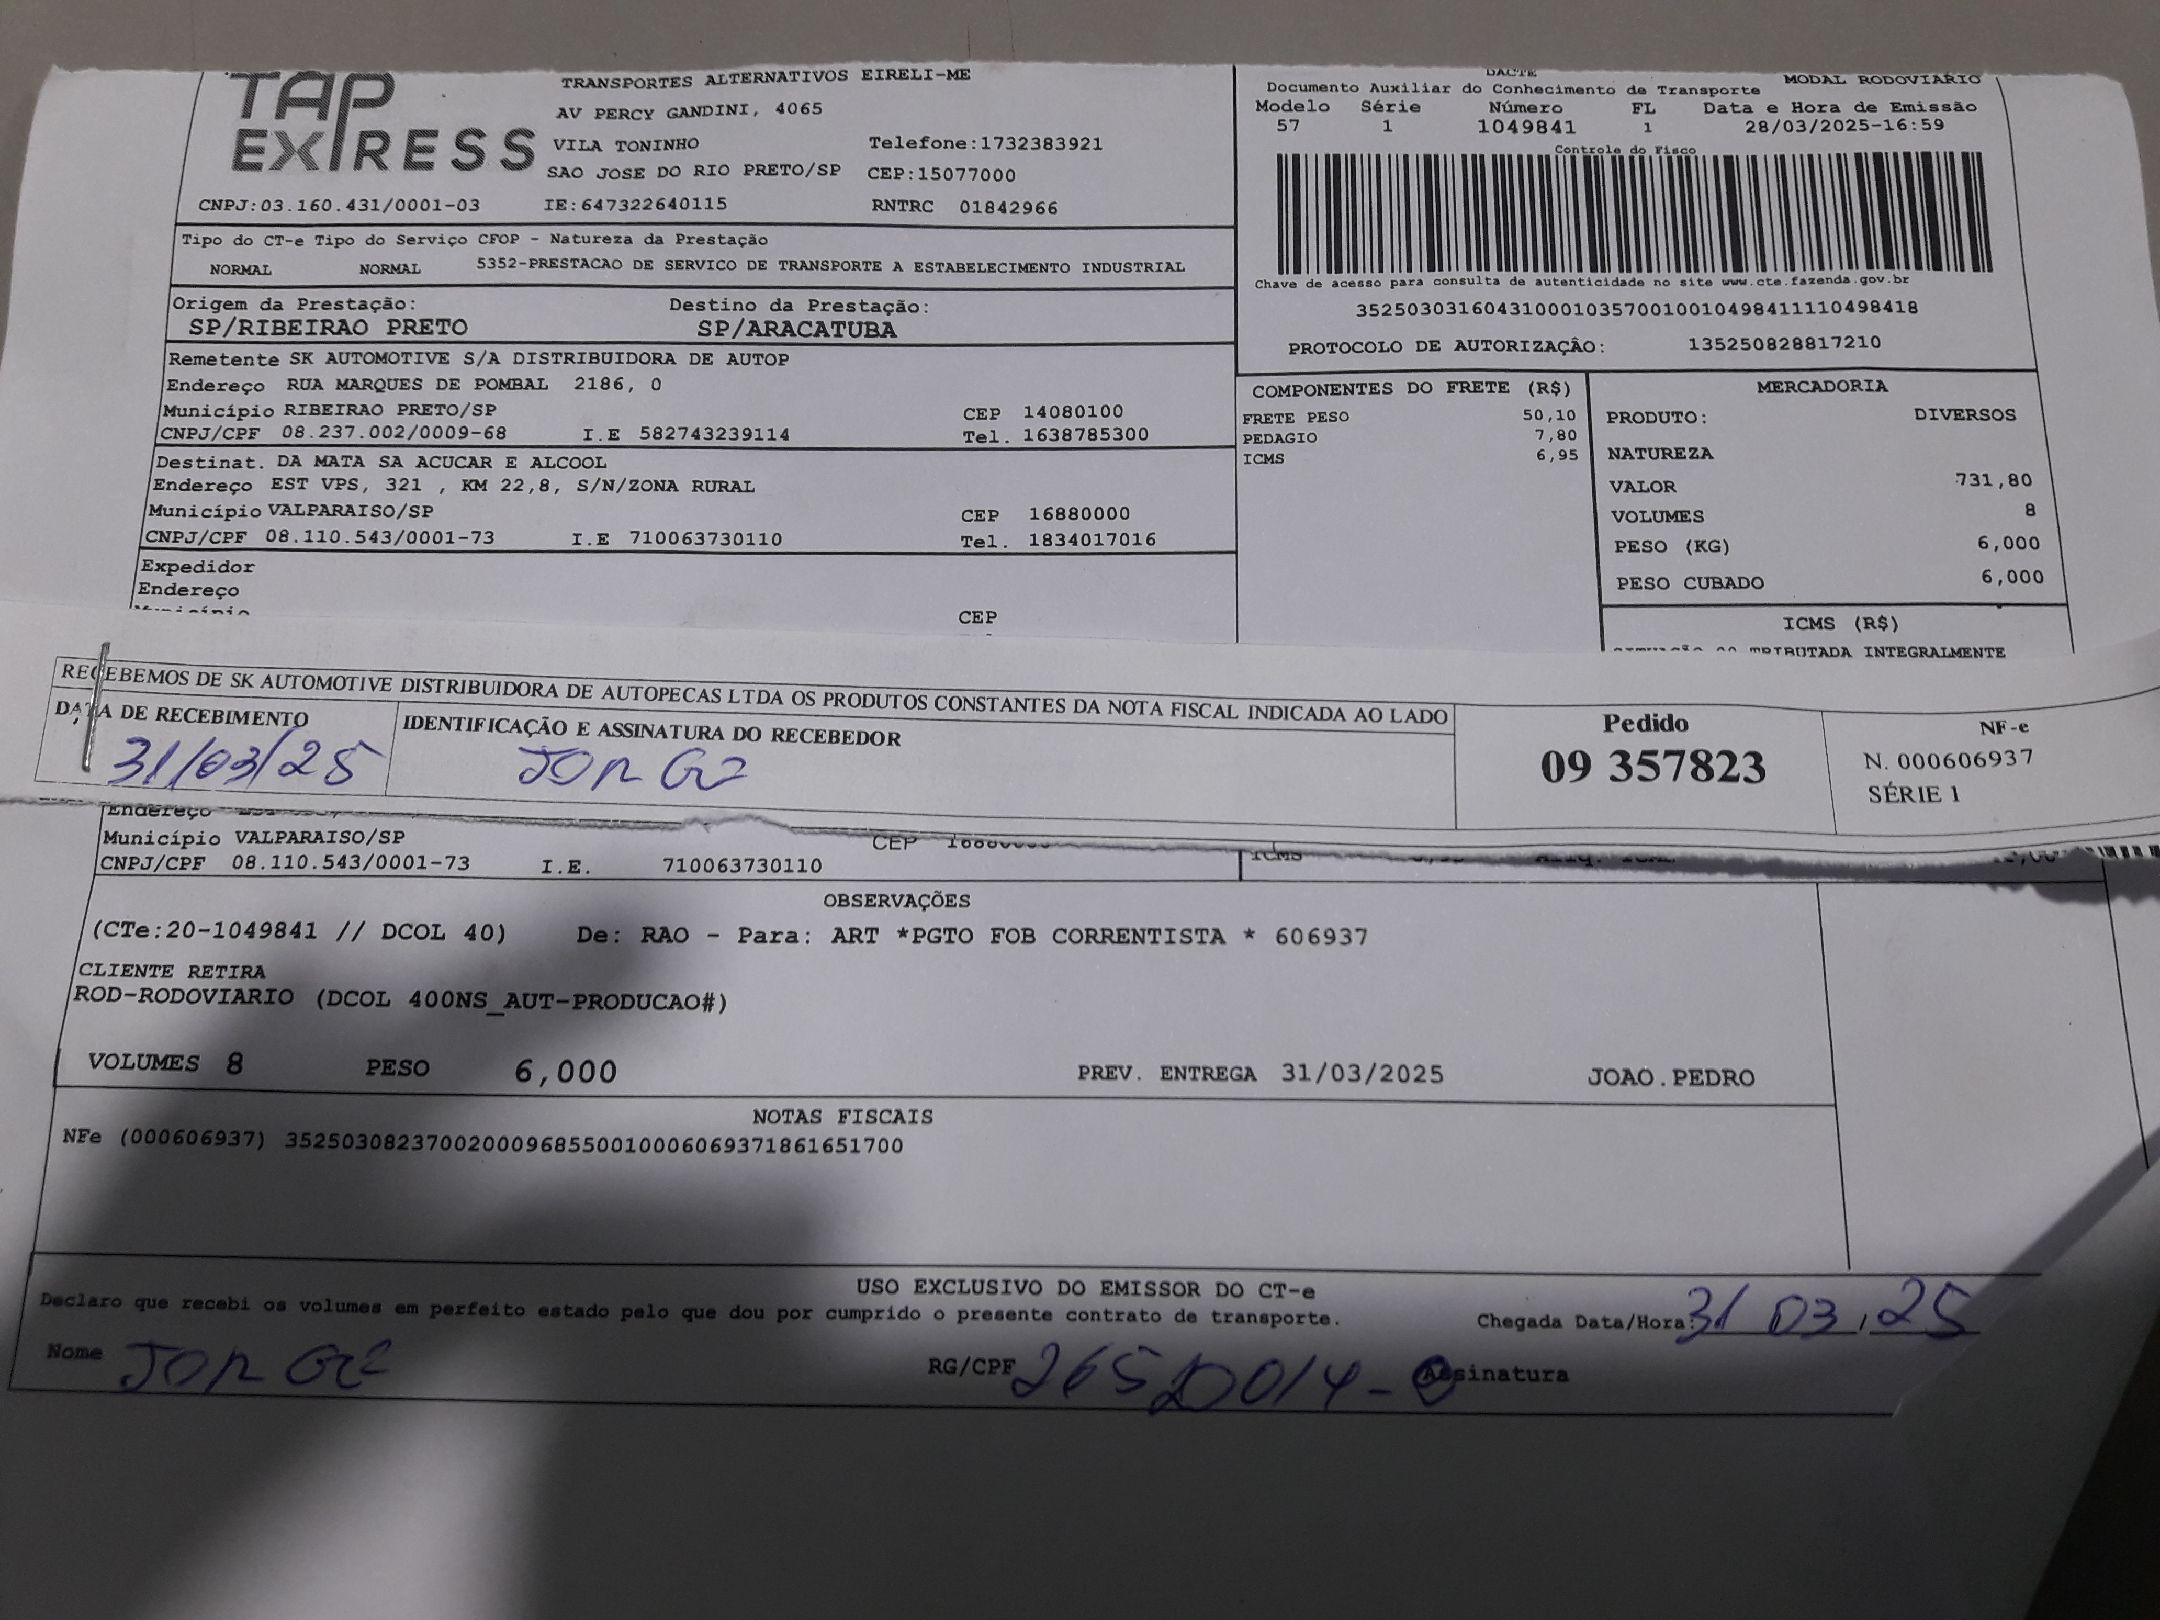 TAP EXPRESS
TRANSPORTES ALTERNATIVOS EIRELI-ME
AV PERCY GANDINI, 4065
VILA TONINHO Telefone:1732383921
SAO JOSE DO RIO PRETO/SP CEP:15077000
CNPJ:03.160.431/0001-03 IE:647322640115 RNTRC 01842966
DACTE MODAL RODOVIARIO
Documento Auxiliar do Conhecimento de Transporte
Modelo Série Número FL Data e Hora de Emissão
57 1 1049841 1 28/03/2025-16:59
Controle do Fisco
Chave de acesso para consulta de autenticidade no site www.cte.fazenda.gov.br
35250303160431000103570010010498411110498418
PROTOCOLO DE AUTORIZAÇÃO: 135250828817210
Tipo do CT-e Tipo do Serviço CFOP - Natureza da Prestação
NORMAL NORMAL 5352-PRESTACAO DE SERVICO DE TRANSPORTE A ESTABELECIMENTO INDUSTRIAL
Origem da Prestação: Destino da Prestação:
SP/RIBEIRAO PRETO SP/ARACATUBA
Remetente SK AUTOMOTIVE S/A DISTRIBUIDORA DE AUTOP
Endereço RUA MARQUES DE POMBAL 2186, 0
Município RIBEIRAO PRETO/SP CEP 14080100
CNPJ/CPF 08.237.002/0009-68 I.E 582743239114 Tel. 1638785300
Destinat. DA MATA SA ACUCAR E ALCOOL
Endereço EST VPS, 321 , KM 22,8, S/N/ZONA RURAL
Município VALPARAISO/SP CEP 16880000
CNPJ/CPF 08.110.543/0001-73 I.E 710063730110 Tel. 1834017016
Expedidor
Endereço
Município CEP
COMPONENTES DO FRETE (R$)
FRETE PESO 50,10
PEDAGIO 7,80
ICMS 6,95
MERCADORIA
PRODUTO: DIVERSOS
NATUREZA
VALOR 731,80
VOLUMES 8
PESO (KG) 6,000
PESO CUBADO 6,000
ICMS (R$)
TRIBUTADA INTEGRALMENTE
RECEBEMOS DE SK AUTOMOTIVE DISTRIBUIDORA DE AUTOPECAS LTDA OS PRODUTOS CONSTANTES DA NOTA FISCAL INDICADA AO LADO
DATA DE RECEBIMENTO IDENTIFICAÇÃO E ASSINATURA DO RECEBEDOR
31/03/25 JORGE
Pedido
09 357823
NF-e
N. 000606937
SÉRIE 1
Endereço
Município VALPARAISO/SP CEP
CNPJ/CPF 08.110.543/0001-73 I.E. 710063730110 ICMS
OBSERVAÇÕES
(CTe:20-1049841 // DCOL 40) De: RAO - Para: ART *PGTO FOB CORRENTISTA * 606937
CLIENTE RETIRA
ROD-RODOVIARIO (DCOL 400NS_AUT-PRODUCAO#)
VOLUMES 8 PESO 6,000 PREV. ENTREGA 31/03/2025 JOAO.PEDRO
NOTAS FISCAIS
NFe (000606937) 35250308237002000968550010006069371861651700
USO EXCLUSIVO DO EMISSOR DO CT-e
Declaro que recebi os volumes em perfeito estado pelo que dou por cumprido o presente contrato de transporte. Chegada Data/Hora: 31 03, 25
Nome JORGE RG/CPF Assinatura